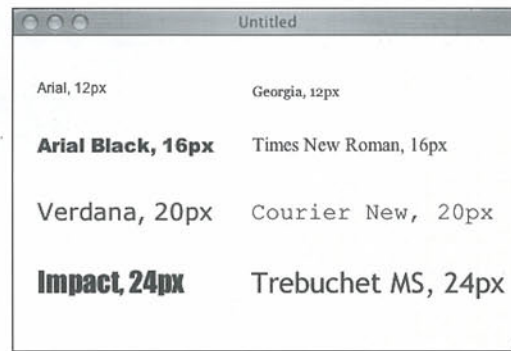 Untitled
Arial, 12px
Georgia, 12px
Arial Black, 16px
Times New Roman, 16px
Verdana, 20px
Courier New, 20px
Impact, 24px
Trebuchet MS, 24px